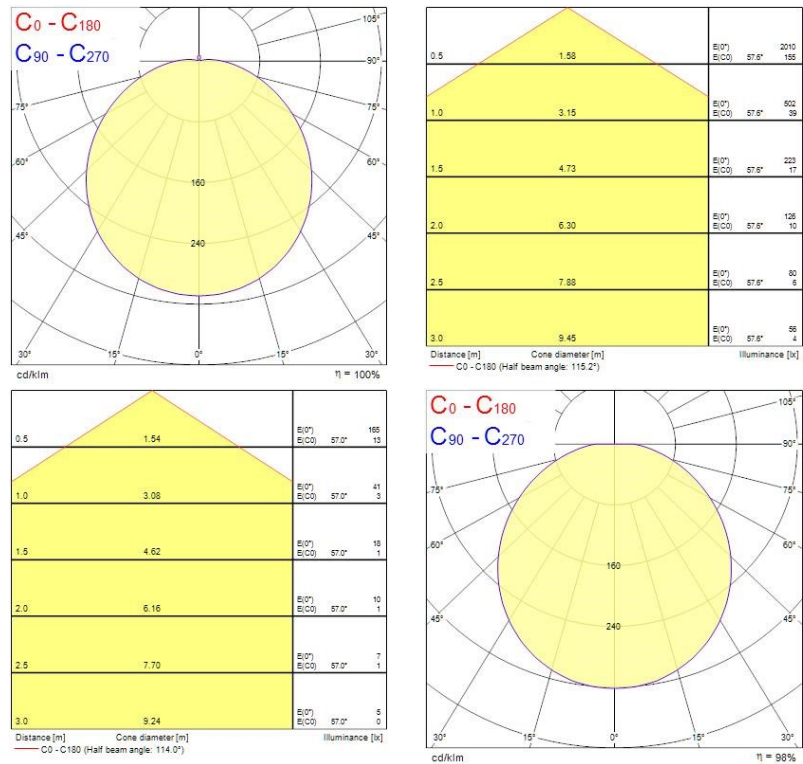 C0 - C180
C90 - C270
105°
90°
75°
75°
60°
60°
160
45°
45°
240
30°
15°
0°
15°
30°
cd/klm
η = 100%
0.5
1.58
E(0°)
2010
E(C0)
57.6°
155
1.0
3.15
E(0°)
502
E(C0)
57.6°
39
1.5
4.73
E(0°)
223
E(C0)
57.6°
17
2.0
6.30
E(0°)
126
E(C0)
57.6°
10
2.5
7.88
E(0°)
80
E(C0)
57.6°
6
3.0
9.45
E(0°)
56
E(C0)
57.6°
4
Distance [m]
Cone diameter [m]
Illuminance [lx]
C0 - C180 (Half beam angle: 115.2°)
0.5
1.54
E(0°)
165
E(C0)
57.0°
13
1.0
3.08
E(0°)
41
E(C0)
57.0°
3
1.5
4.62
E(0°)
18
E(C0)
57.0°
1
2.0
6.16
E(0°)
10
E(C0)
57.0°
1
2.5
7.70
E(0°)
7
E(C0)
57.0°
1
3.0
9.24
E(0°)
5
E(C0)
57.0°
0
Distance [m]
Cone diameter [m]
Illuminance [lx]
C0 - C180 (Half beam angle: 114.0°)
C0 - C180
C90 - C270
105°
90°
75°
75°
60°
60°
160
45°
45°
240
30°
15°
0°
15°
30°
cd/klm
η = 98%